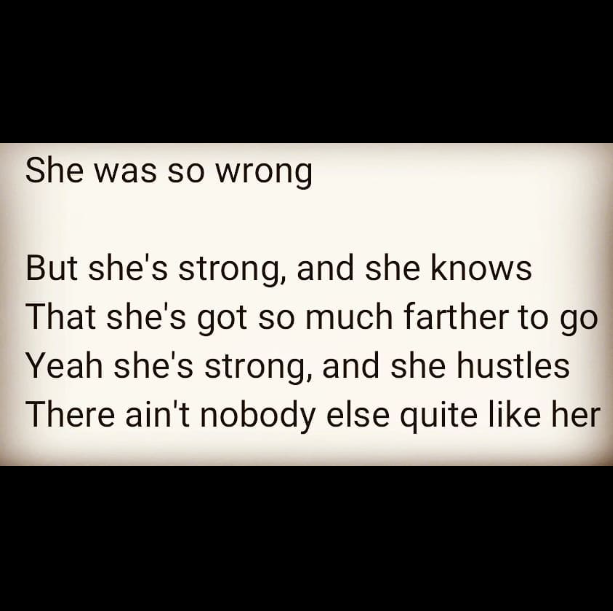 She was so wrong
But she's strong, and she knows
That she's got so much farther to go
Yeah she's strong, and she hustles
There ain't nobody else quite like her